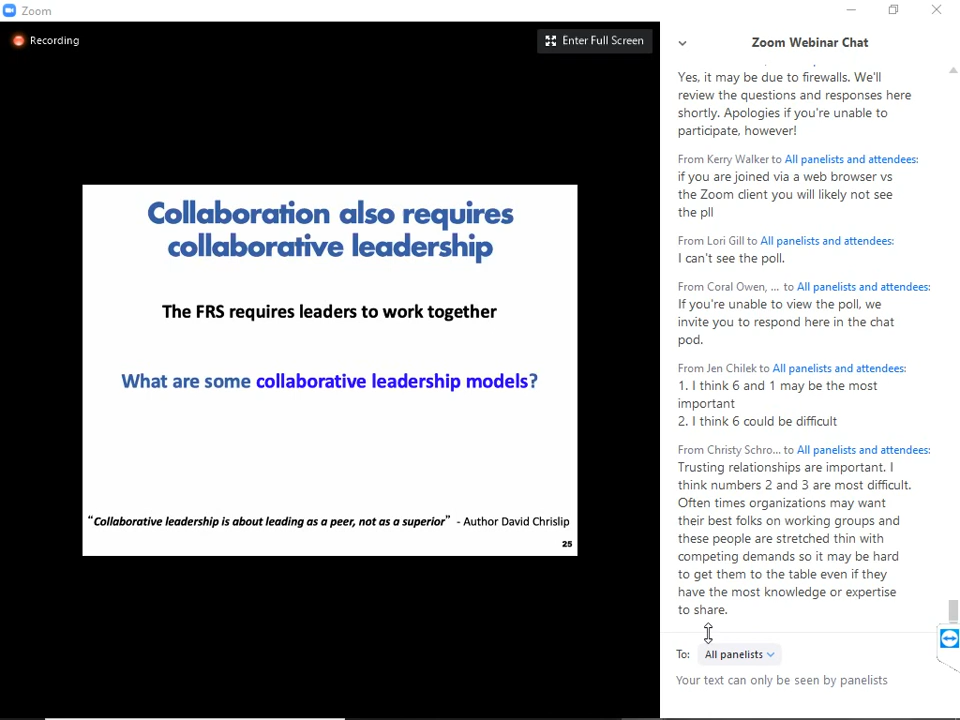 Zoom
Recording
Enter Full Screen
Collaboration also requires
collaborative leadership
The FRS requires leaders to work together
What are some collaborative leadership models?
“Collaborative leadership is about leading as a peer, not as a superior” - Author David Chrislip
25
Zoom Webinar Chat
Yes, it may be due to firewalls. We'll
review the questions and responses here
shortly. Apologies if you're unable to
participate, however!
From Kerry Walker to All panelists and attendees:
if you are joined via a web browser vs
the Zoom client you will likely not see
the pll
From Lori Gill to All panelists and attendees:
I can't see the poll.
From Coral Owen, ... to All panelists and attendees:
If you're unable to view the poll, we
invite you to respond here in the chat
pod.
From Jen Chilek to All panelists and attendees:
1. I think 6 and 1 may be the most
important
2. I think 6 could be difficult
From Christy Schro... to All panelists and attendees:
Trusting relationships are important. I
think numbers 2 and 3 are most difficult.
Often times organizations may want
their best folks on working groups and
these people are stretched thin with
competing demands so it may be hard
to get them to the table even if they
have the most knowledge or expertise
to share.
To: All panelists
Your text can only be seen by panelists